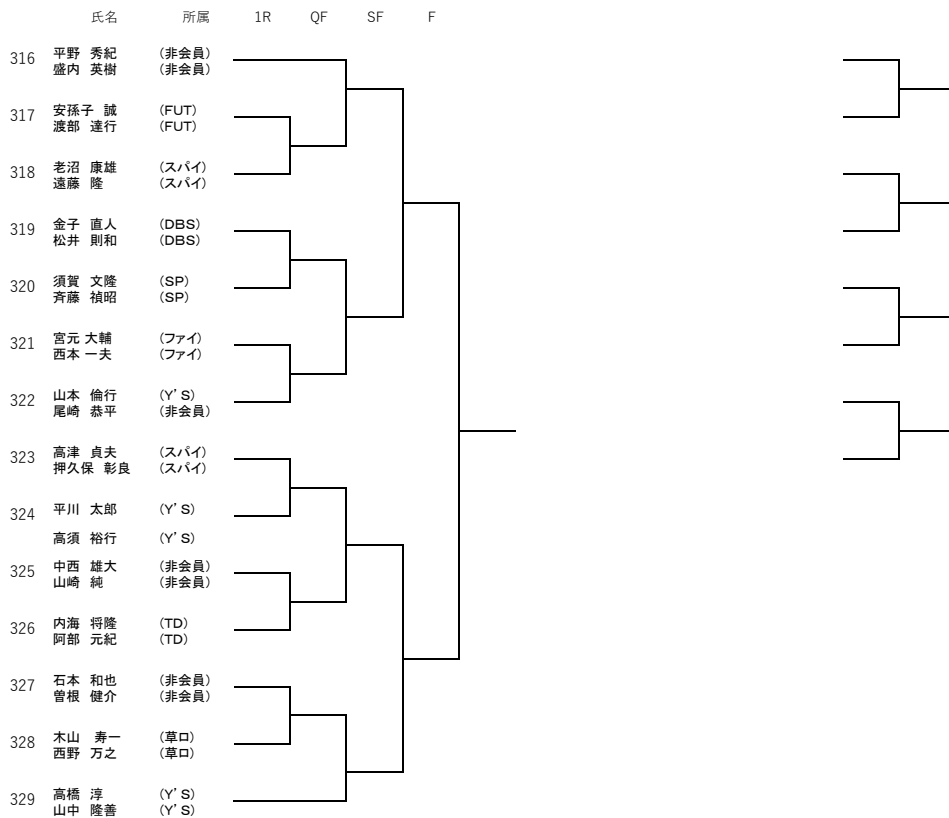 氏名 所属 1R QF SF F
316 平野 秀紀 (非会員)
盛内 英樹 (非会員)
317 安孫子 誠 (FUT)
渡部 達行 (FUT)
318 老沼 康雄 (スパイ)
遠藤 隆 (スパイ)
319 金子 直人 (DBS)
松井 則和 (DBS)
320 須賀 文隆 (SP)
斉藤 禎昭 (SP)
321 宮元 大輔 (ファイ)
西本 一夫 (ファイ)
322 山本 倫行 (Y'S)
尾崎 恭平 (非会員)
323 高津 貞夫 (スパイ)
押久保 彰良 (スパイ)
324 平川 太郎 (Y'S)
高須 裕行 (Y'S)
325 中西 雄大 (非会員)
山崎 純 (非会員)
326 内海 将隆 (TD)
阿部 元紀 (TD)
327 石本 和也 (非会員)
曽根 健介 (非会員)
328 木山 寿一 (草ロ)
西野 万之 (草ロ)
329 高橋 淳 (Y'S)
山中 隆善 (Y'S)